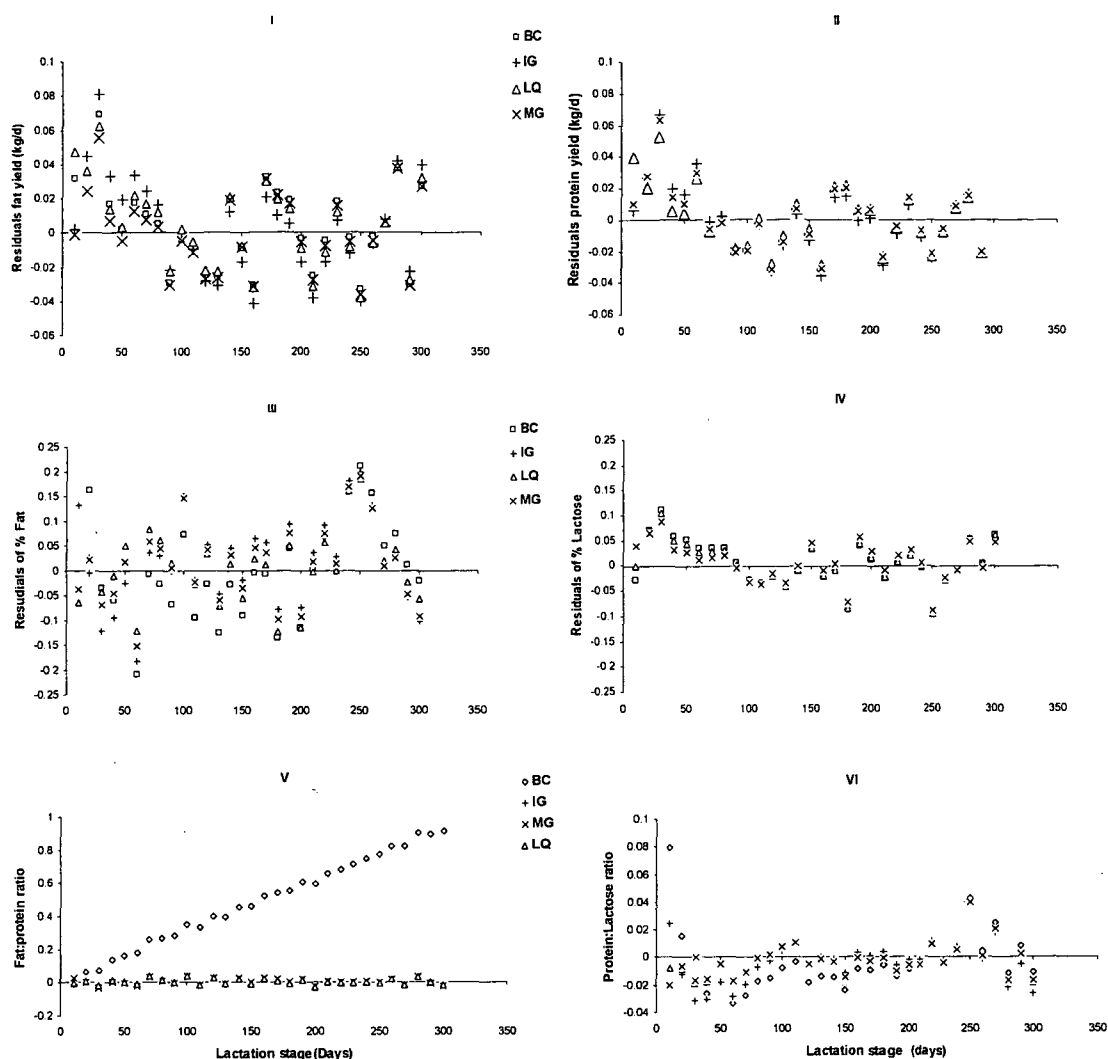 I
BC
IG
LQ
MG
Residuals fat yield (kg/d)
0.1
0.08
0.06
0.04
0.02
0
-0.02
-0.04
-0.06
0 50 100 150 200 250 300 350
II
Residuals protein yield (kg/d)
0.1
0.08
0.06
0.04
0.02
0
-0.02
-0.04
-0.06
0 50 100 150 200 250 300 350
III
BC
IG
LQ
MG
Resudials of % Fat
0.25
0.2
0.15
0.1
0.05
0
-0.05
-0.1
-0.15
-0.2
-0.25
0 50 100 150 200 250 300 350
IV
Residuals of % Lactose
0.25
0.2
0.15
0.1
0.05
0
-0.05
-0.1
-0.15
-0.2
-0.25
0 50 100 150 200 250 300 350
V
BC
IG
MG
LQ
Fat:protein ratio
1
0.8
0.6
0.4
0.2
0
-0.2
0 50 100 150 200 250 300 350
Lactation stage(Days)
VI
Protein:Lactose ratio
0.1
0.08
0.06
0.04
0.02
0
-0.02
-0.04
0 50 100 150 200 250 300 350
Lactation stage (days)